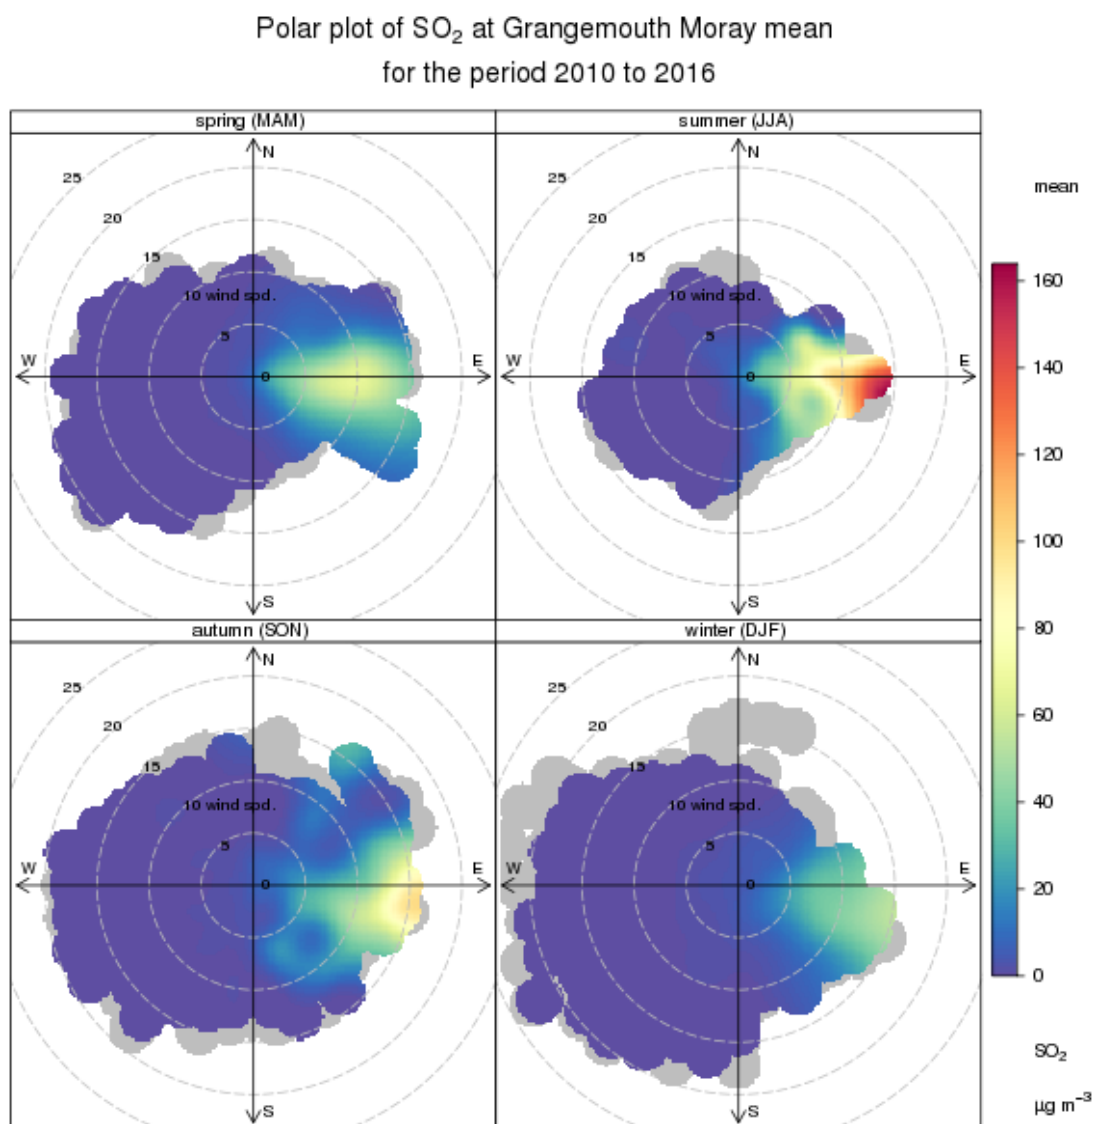 Polar plot of SO₂ at Grangemouth Moray mean
for the period 2010 to 2016
spring (MAM)
N
25
20
15
10 wind spd.
5
W
0
E
S
summer (JJA)
N
25
20
15
10 wind spd.
5
W
0
E
S
autumn (SON)
N
25
20
15
10 wind spd.
5
W
0
E
S
winter (DJF)
N
25
20
15
10 wind spd.
5
W
0
E
S
mean
160
140
120
100
80
60
40
20
0
SO₂
µg m⁻³